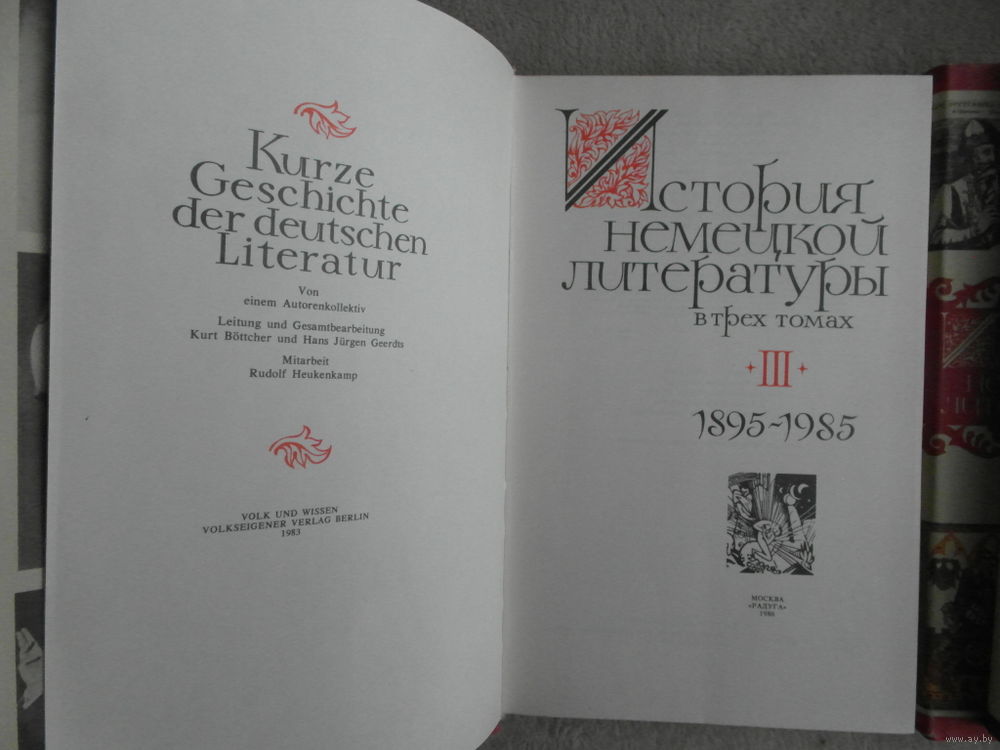 Kurze
Geschichte
der deutschen
Literatur
Von
einem Autorenkollektiv
Leitung und Gesamtbearbeitung
Kurt Böttcher und Hans Jürgen Geerdts
Mitarbeit
Rudolf Heukenkamp
VOLK UND WISSEN
VOLKSEIGENER VERLAG BERLIN
1983
История
немецкой
литературы
в трех томах
III
1895-1985
МОСКВА
«РАДУГА»
1986
www.ay.by